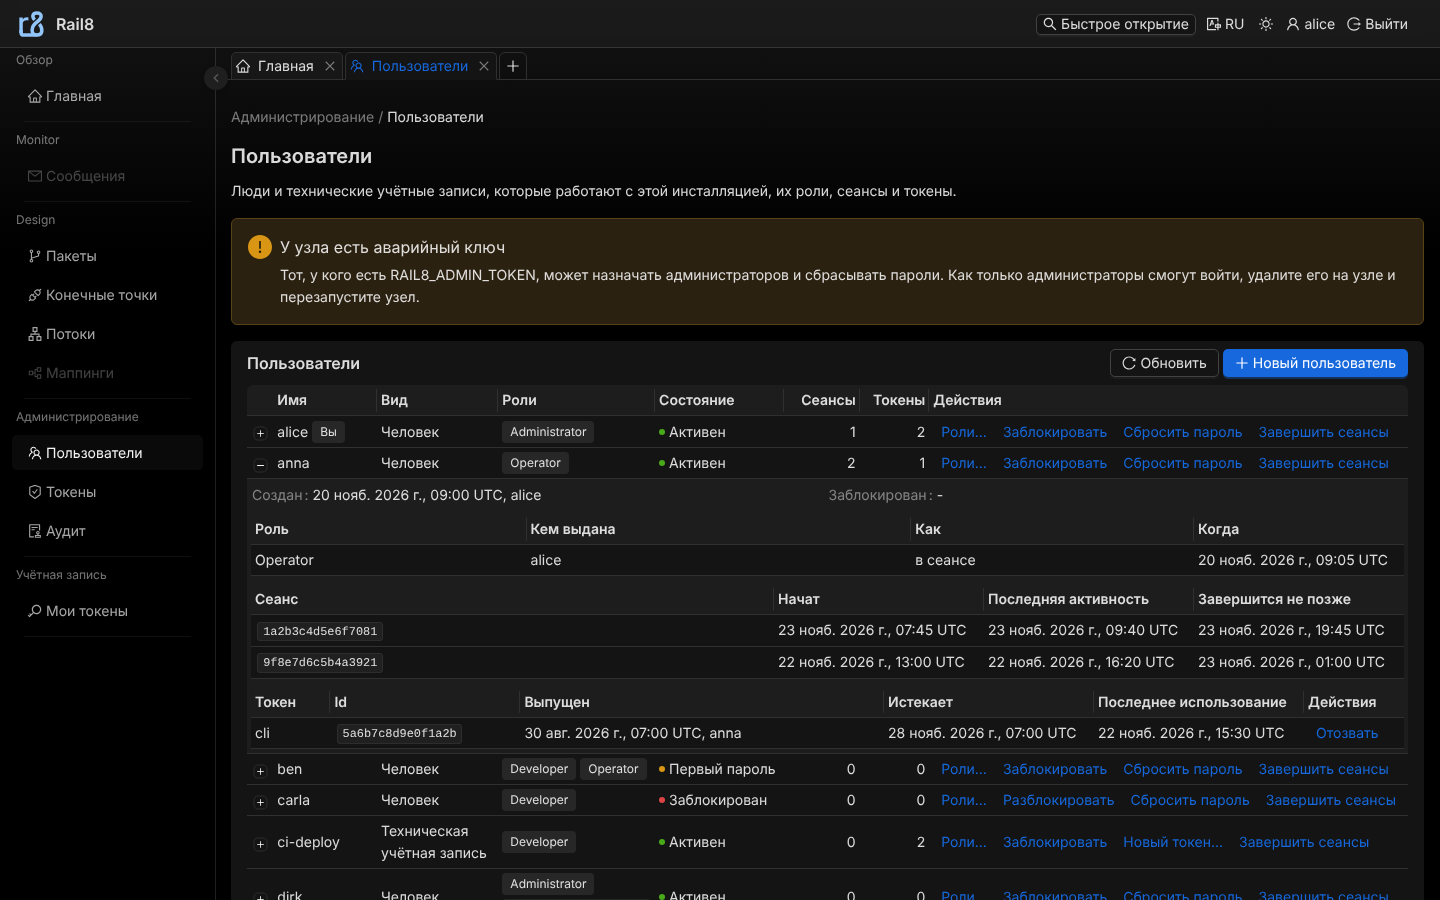 Rail8
Быстрое открытие RU alice Выйти
Обзор
Главная
Monitor
Сообщения
Design
Пакеты
Конечные точки
Потоки
Маппинги
Администрирование
Пользователи
Токены
Аудит
Учётная запись
Мои токены
Главная Пользователи
Администрирование / Пользователи
Пользователи
Люди и технические учётные записи, которые работают с этой инсталляцией, их роли, сеансы и токены.
У узла есть аварийный ключ
Тот, у кого есть RAIL8_ADMIN_TOKEN, может назначать администраторов и сбрасывать пароли. Как только администраторы смогут войти, удалите его на узле и
перезапустите узел.
Пользователи Обновить Новый пользователь
Имя Вид Роли Состояние Сеансы Токены Действия
alice Вы Человек Administrator Активен 1 2 Роли... Заблокировать Сбросить пароль Завершить сеансы
anna Человек Operator Активен 2 1 Роли... Заблокировать Сбросить пароль Завершить сеансы
Создан: 20 нояб. 2026 г., 09:00 UTC, alice Заблокирован: -
Роль Кем выдана Как Когда
Operator alice в сеансе 20 нояб. 2026 г., 09:05 UTC
Сеанс Начат Последняя активность Завершится не позже
1a2b3c4d5e6f7081 23 нояб. 2026 г., 07:45 UTC 23 нояб. 2026 г., 09:40 UTC 23 нояб. 2026 г., 19:45 UTC
9f8e7d6c5b4a3921 22 нояб. 2026 г., 13:00 UTC 22 нояб. 2026 г., 16:20 UTC 23 нояб. 2026 г., 01:00 UTC
Токен Id Выпущен Истекает Последнее использование Действия
cli 5a6b7c8d9e0f1a2b 30 авг. 2026 г., 07:00 UTC, anna 28 нояб. 2026 г., 07:00 UTC 22 нояб. 2026 г., 15:30 UTC Отозвать
ben Человек Developer Operator Первый пароль 0 0 Роли... Заблокировать Сбросить пароль Завершить сеансы
carla Человек Developer Заблокирован 0 0 Роли... Разблокировать Сбросить пароль Завершить сеансы
ci-deploy Техническая учётная запись Developer Активен 0 2 Роли... Заблокировать Новый токен... Завершить сеансы
dirk Человек Administrator Активен 0 0 Роли... Заблокировать Сбросить пароль Завершить сеансы